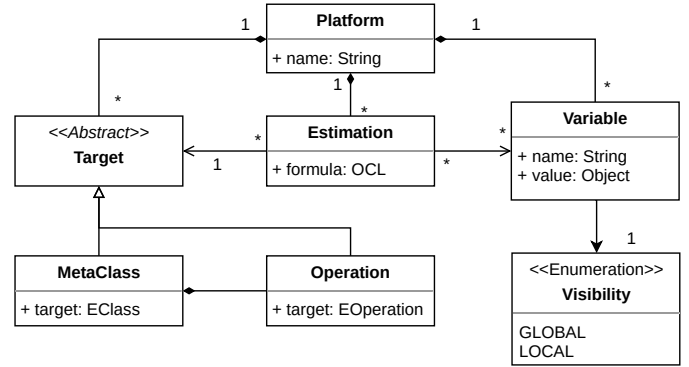 Platform
+ name: String
1
1
1
*
*
*
<<Abstract>>
Target
Estimation
+ formula: OCL
*
1
*
*
Variable
+ name: String
+ value: Object
MetaClass
+ target: EClass
Operation
+ target: EOperation
1
<<Enumeration>>
Visibility
GLOBAL
LOCAL